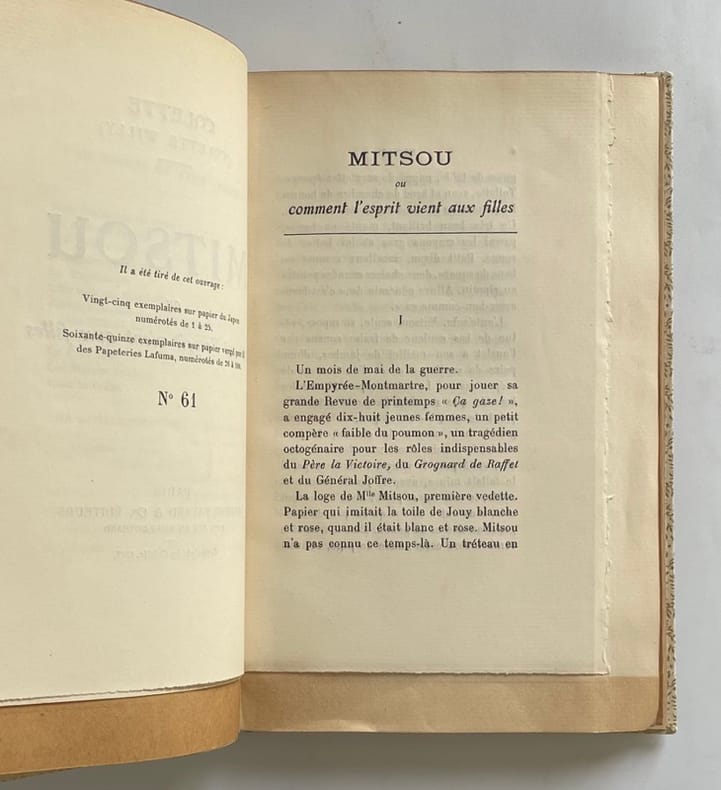 Il a été tiré de cet ouvrage :
Vingt-cinq exemplaires sur papier du Japon
numérotés de 1 à 25.
Soixante-quinze exemplaires sur papier vergé
des Papeteries Lafuma, numérotés de 26 à 100.
Nº 61
MITSOU
ou
comment l'esprit vient aux filles
I
Un mois de mai de la guerre.
L'Empyrée-Montmartre, pour jouer sa
grande Revue de printemps « Ça gaze ! »,
a engagé dix-huit jeunes femmes, un petit
compère « faible du poumon », un tragédien
octogénaire pour les rôles indispensables
du Père la Victoire, du Grognard de Raffet
et du Général Joffre.
La loge de Mlle Mitsou, première vedette.
Papier qui imitait la toile de Jouy blanche
et rose, quand il était blanc et rose. Mitsou
n'a pas connu ce temps-là. Un tréteau en